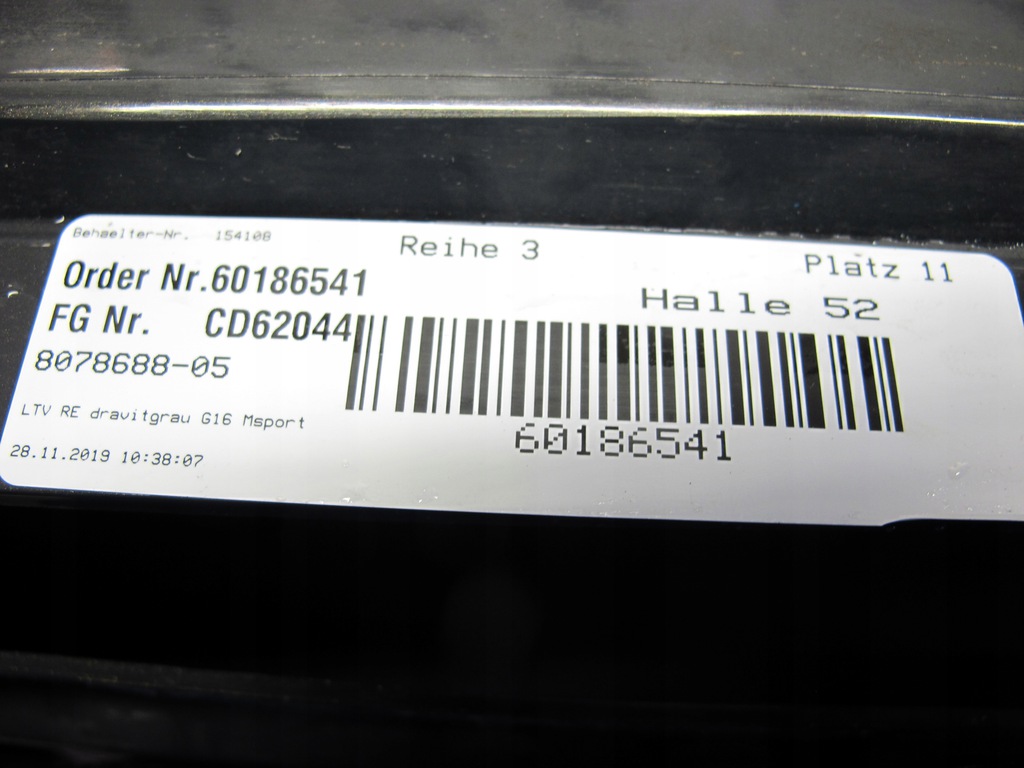 Behaelter-Nr. 154108
Reihe 3
Platz 11
Order Nr.60186541
Halle 52
FG Nr. CD62044
8078688-05
60186541
LTV RE dravitgrau G16 Msport
28.11.2019 10:38:07